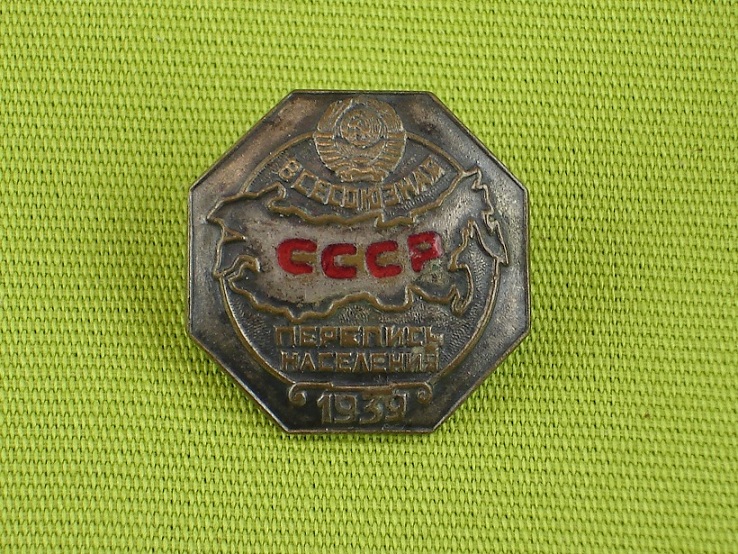 ВСЕСОЮЗНАЯ
СССР
ПЕРЕПИСЬ
НАСЕЛЕНИЯ
1939